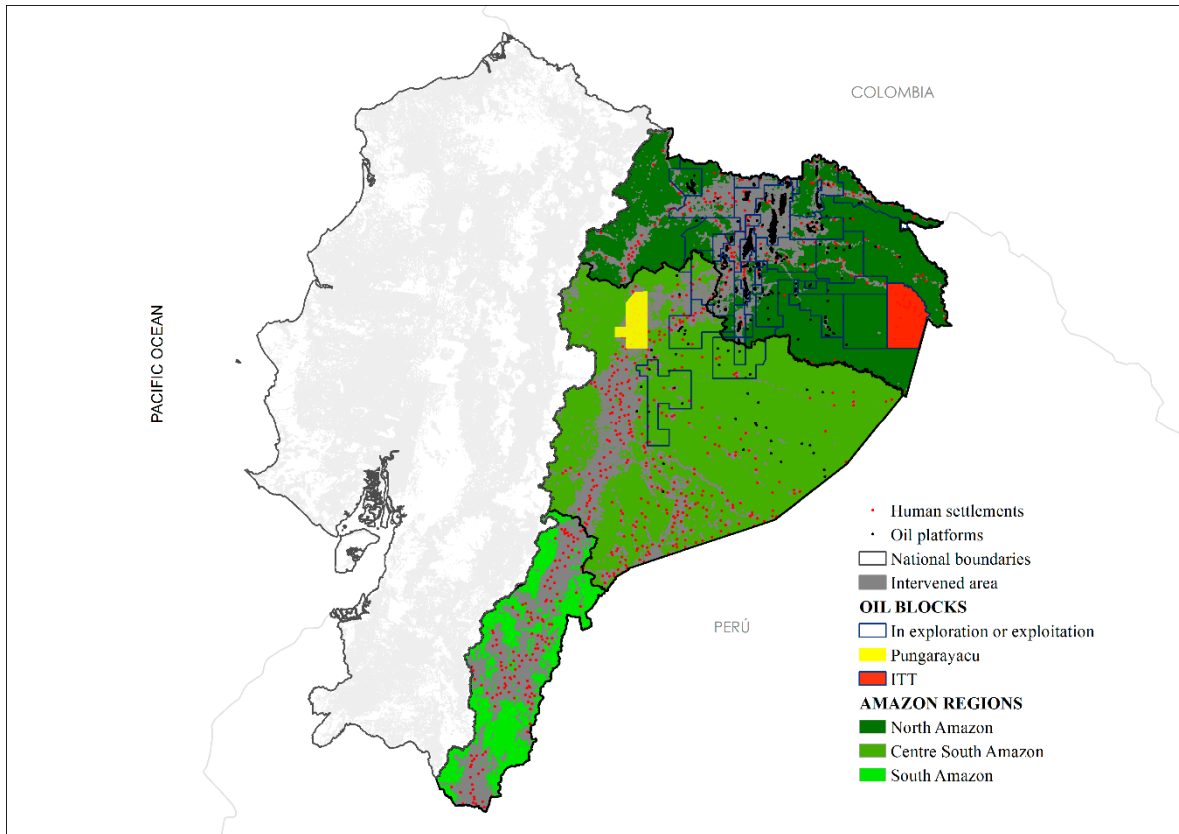 COLOMBIA
PACIFIC OCEAN
PERÚ
Human settlements
Oil platforms
National boundaries
Intervened area
OIL BLOCKS
In exploration or exploitation
Pungarayacu
ITT
AMAZON REGIONS
North Amazon
Centre South Amazon
South Amazon